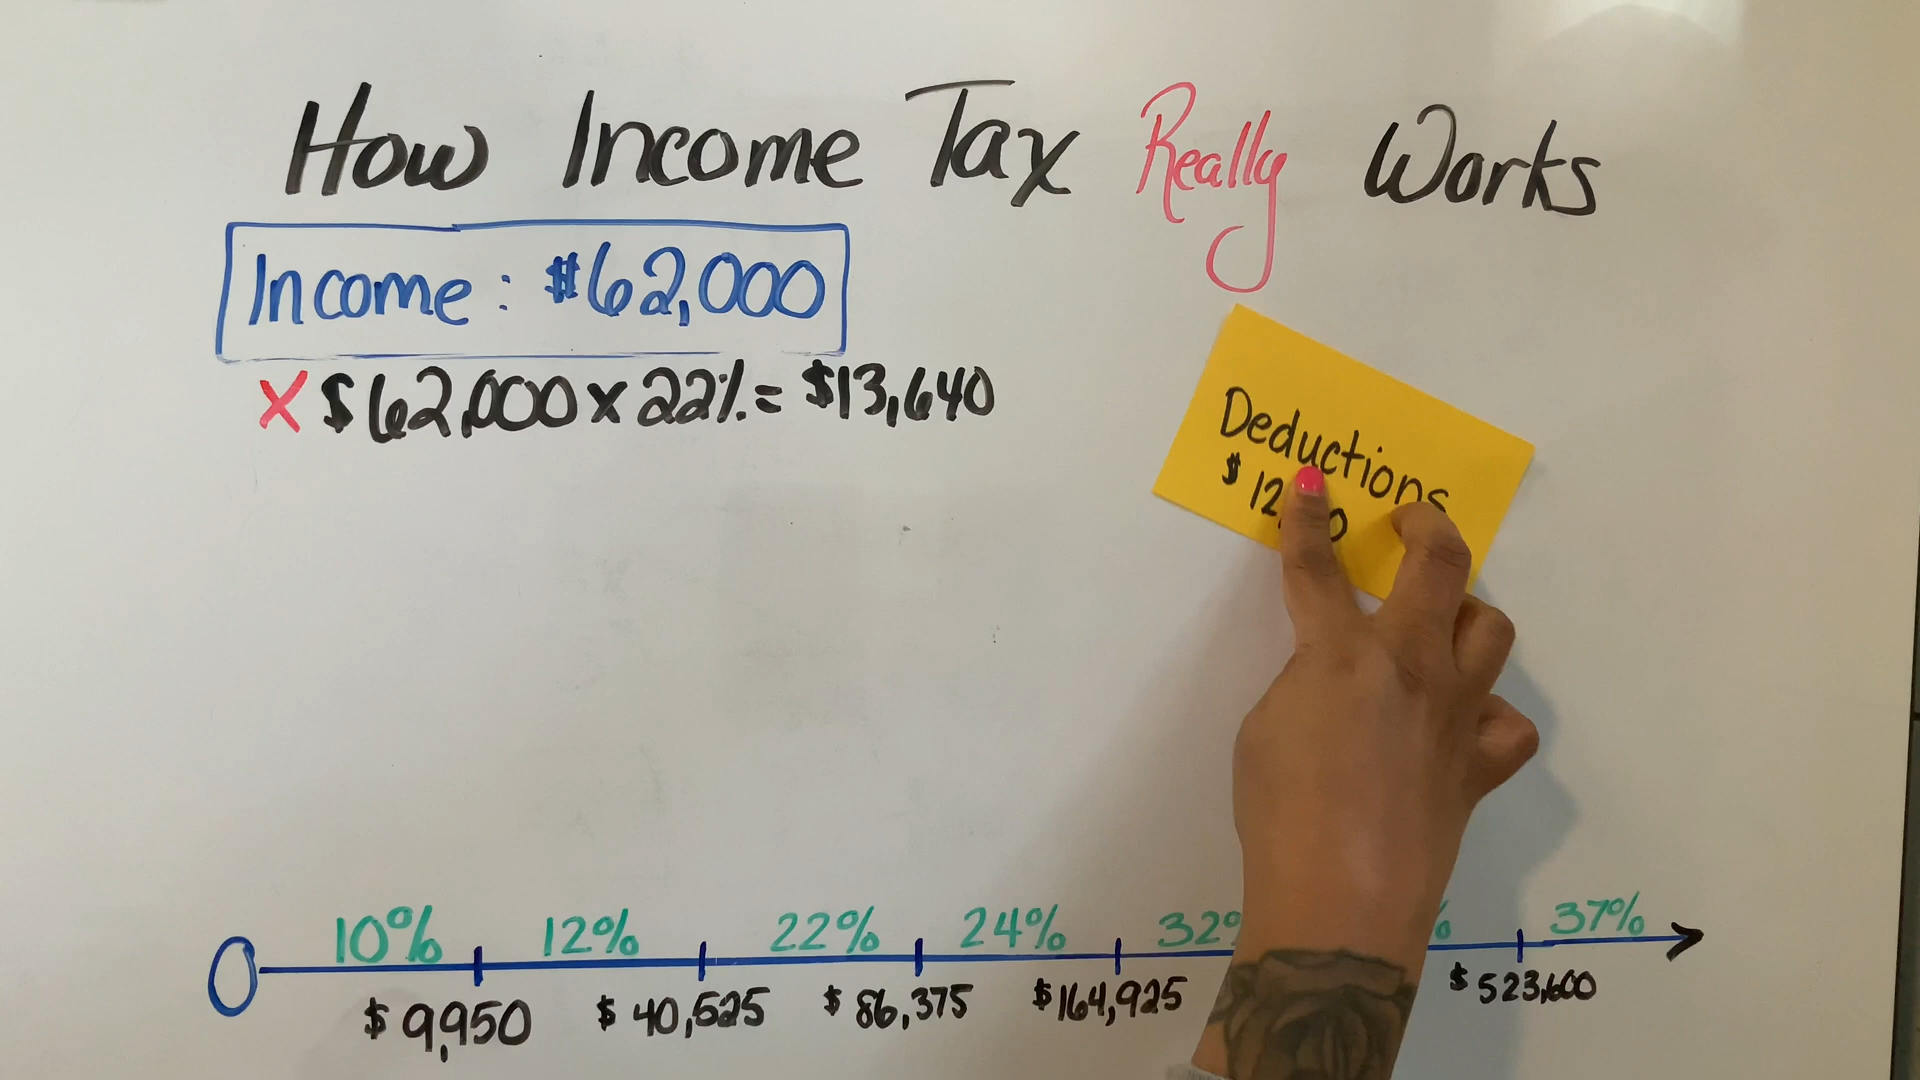 How Income Tax Really Works
Income: $62,000
X $62,000 x 22% = $13,640
Deductions
$
10% 12% 22% 24% 37%
0
$9,950 $40,525 $86,375 $164,925 $523,600